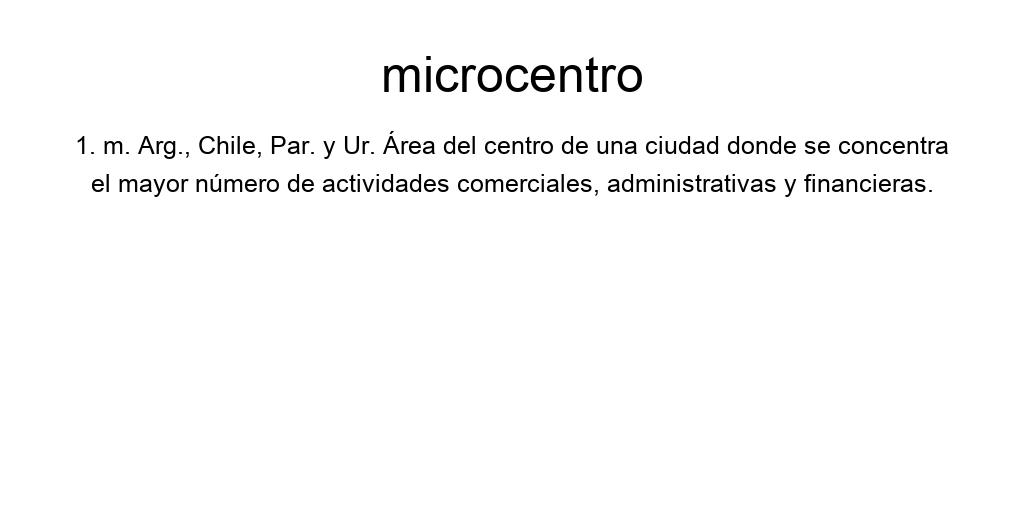 microcentro
1. m. Arg., Chile, Par. y Ur. Área del centro de una ciudad donde se concentra
el mayor número de actividades comerciales, administrativas y financieras.